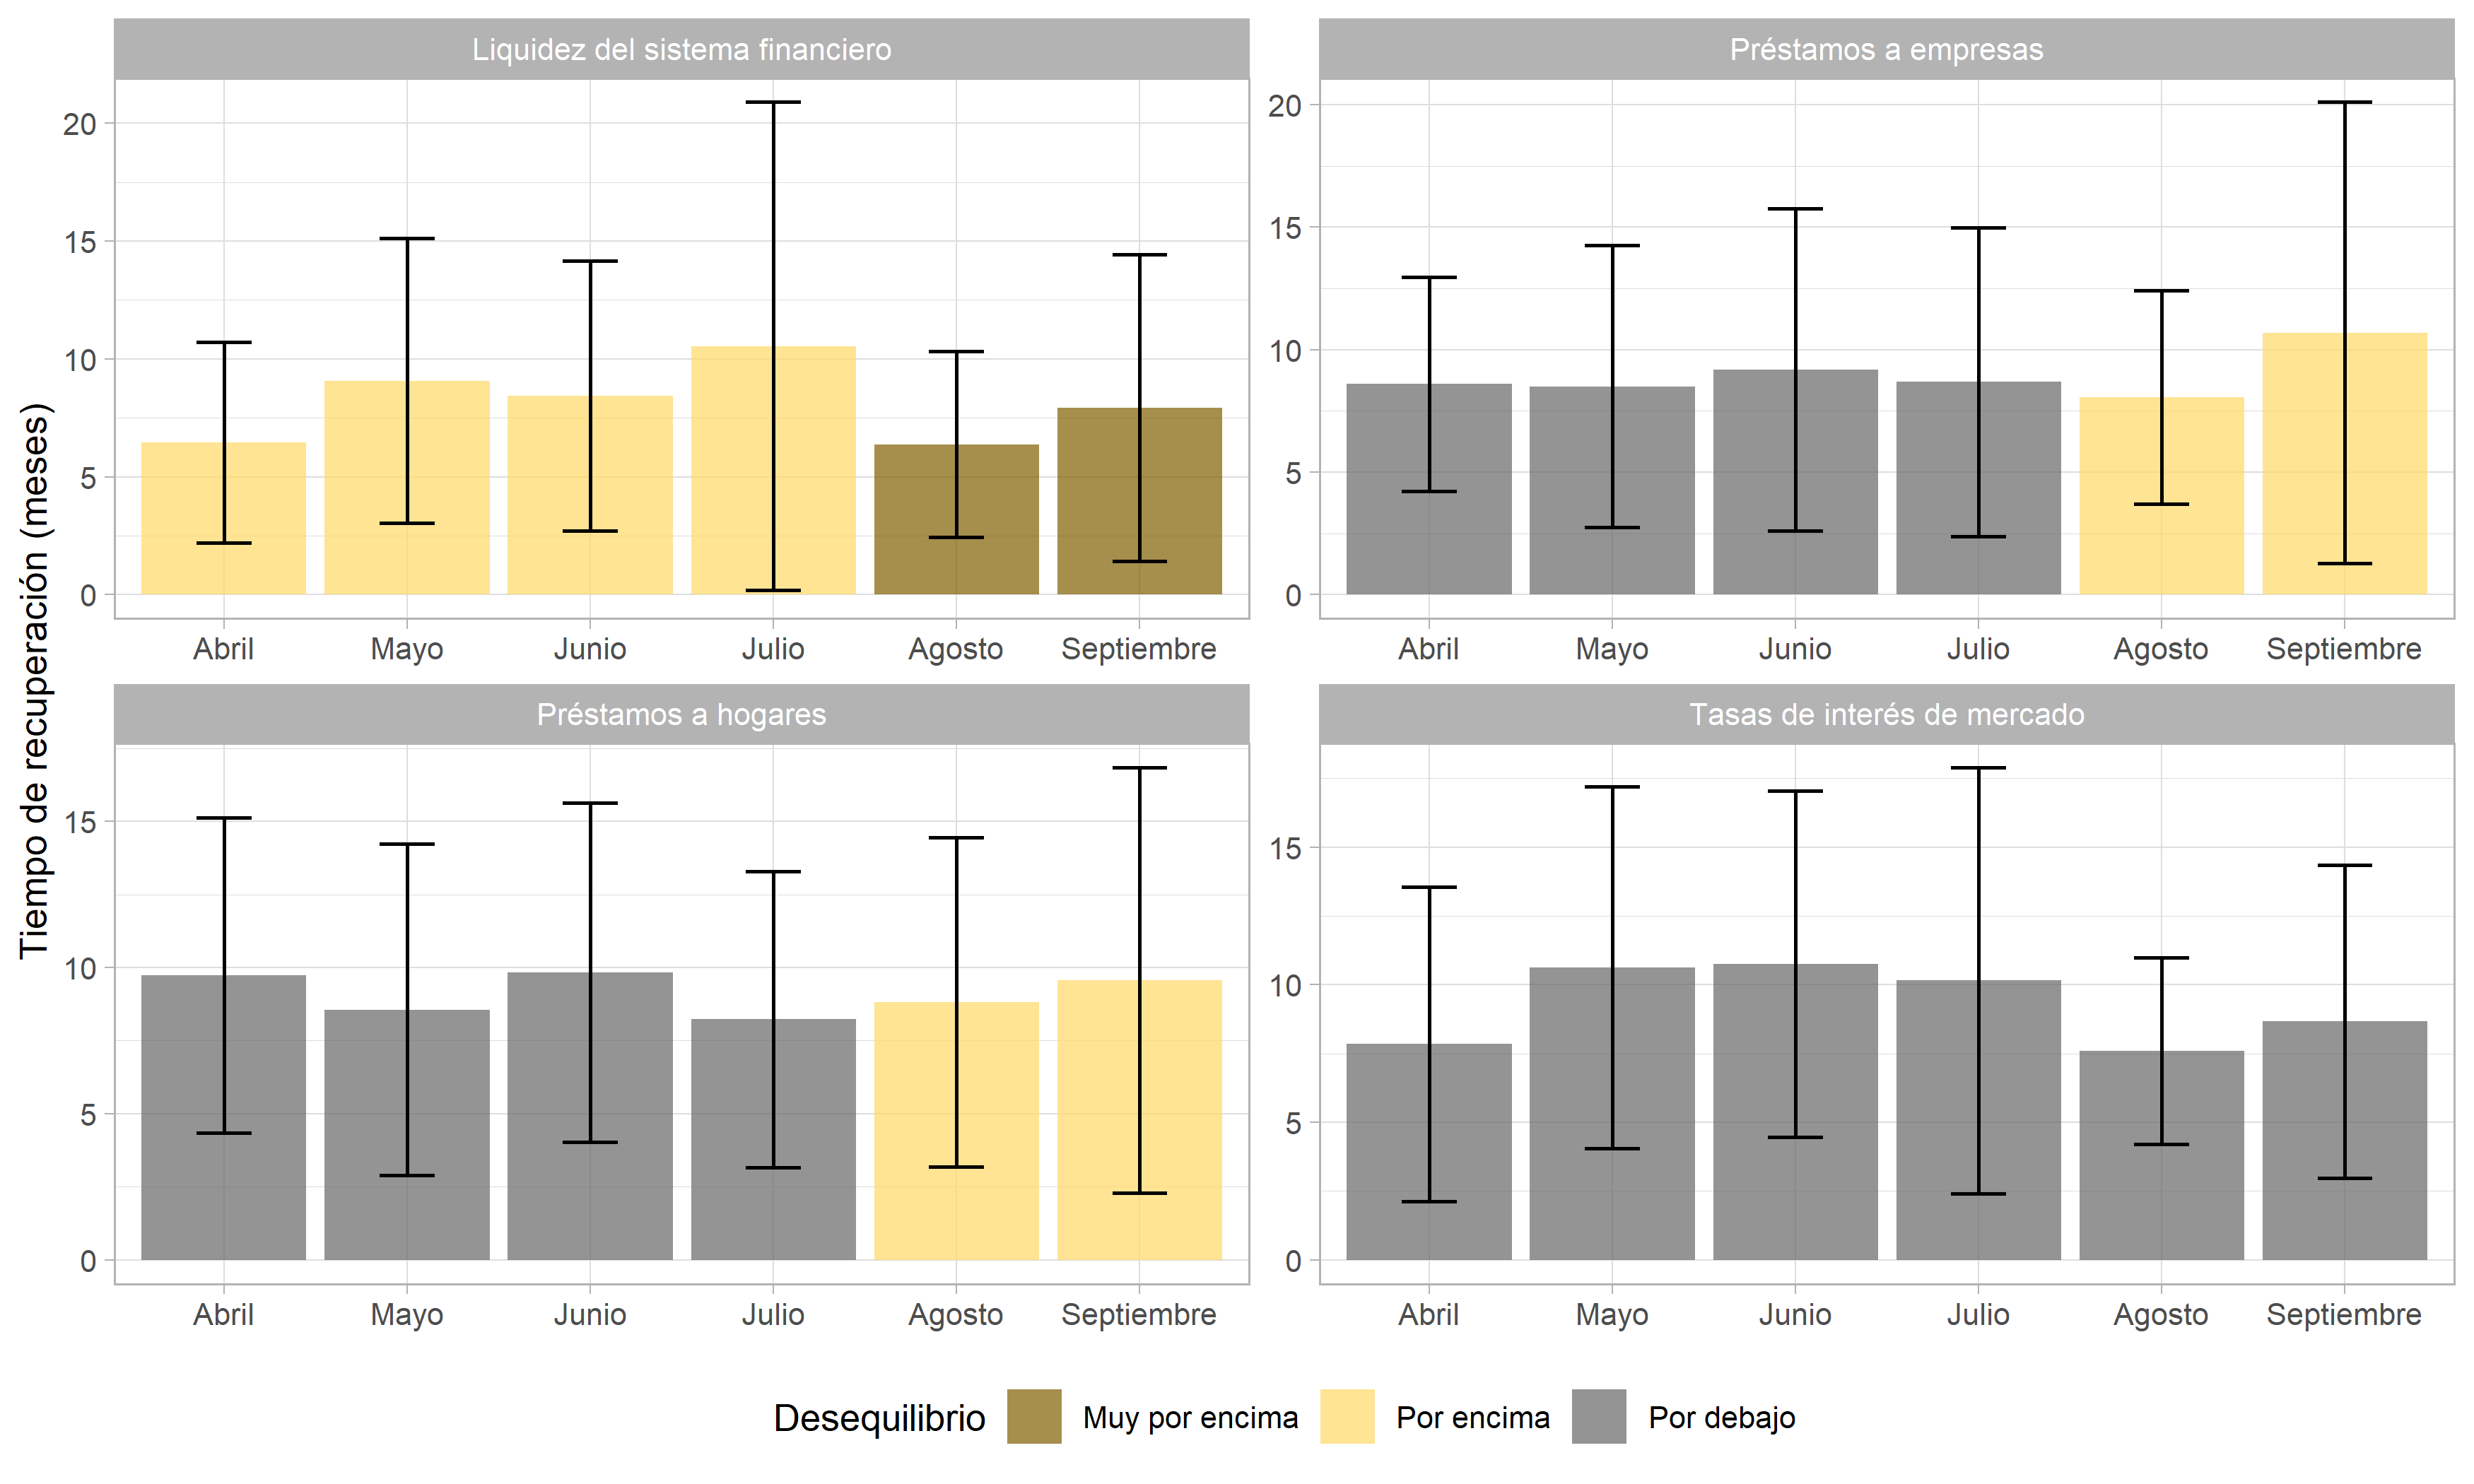 Liquidez del sistema financiero
Préstamos a empresas
Tiempo de recuperación (meses)
20
15
10
5
0
Abril Mayo Junio Julio Agosto Septiembre
20
15
10
5
0
Abril Mayo Junio Julio Agosto Septiembre
Préstamos a hogares
Tasas de interés de mercado
15
10
5
0
Abril Mayo Junio Julio Agosto Septiembre
15
10
5
0
Abril Mayo Junio Julio Agosto Septiembre
Desequilibrio Muy por encima Por encima Por debajo